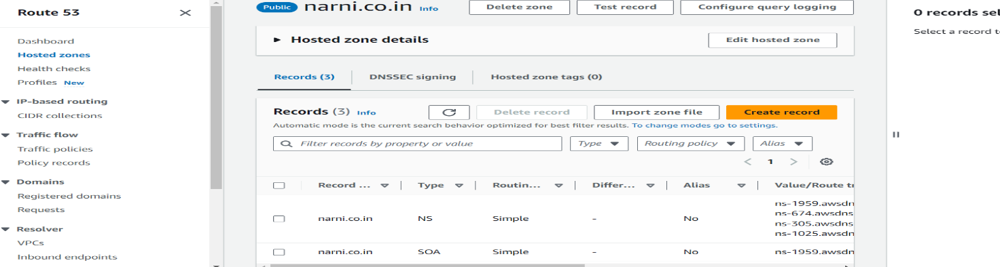 Route 53
Dashboard
Hosted zones
Health checks
Profiles New
IP-based routing
CIDR collections
Traffic flow
Traffic policies
Policy records
Domains
Registered domains
Requests
Resolver
VPCs
Inbound endpoints
Public narni.co.in Info
Delete zone
Test record
Configure query logging
Hosted zone details
Edit hosted zone
Records (3)
DNSSEC signing
Hosted zone tags (0)
Records (3) Info
Delete record
Import zone file
Create record
Automatic mode is the current search behavior optimized for best filter results. To change modes go to settings.
Filter records by property or value
Type
Routing policy
Alias
1
Record ... Type Routin... Differ... Alias Value/Route tr
narni.co.in NS Simple - No
ns-1959.awsdn
ns-674.awsdns
ns-305.awsdns
ns-1025.awsdn
narni.co.in SOA Simple - No ns-1959.awsdn
0 records sel
Select a record to